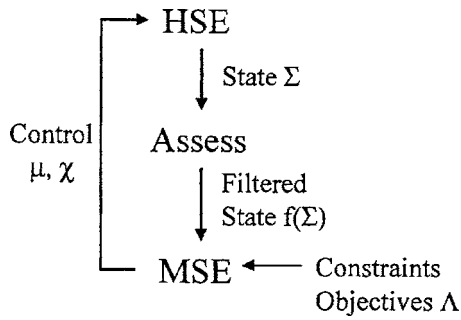 HSE
State Σ
Control
μ, χ
Assess
Filtered
State f(Σ)
MSE
Constraints
Objectives Λ